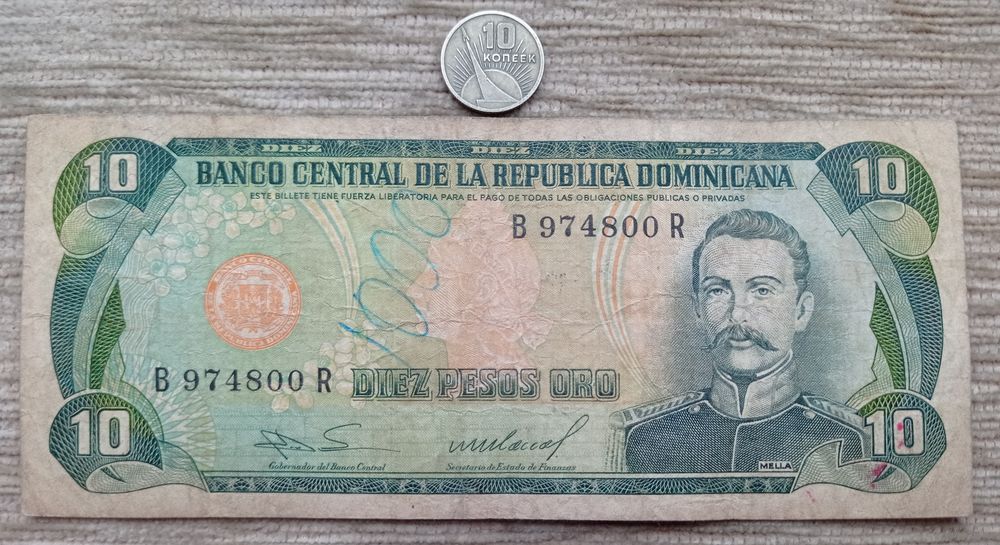 10
КОПЕЕК
DIEZ DIEZ DIEZ
10 BANCO CENTRAL DE LA REPUBLICA DOMINICANA 10
ESTE BILLETE TIENE FUERZA LIBERATORIA PARA EL PAGO DE TODAS LAS OBLIGACIONES PUBLICAS O PRIVADAS
B 974800 R
1000
B 974800 R
DIEZ PESOS ORO
10 10
Gobernador del Banco Central Secretario de Estado de Finanzas
MELLA